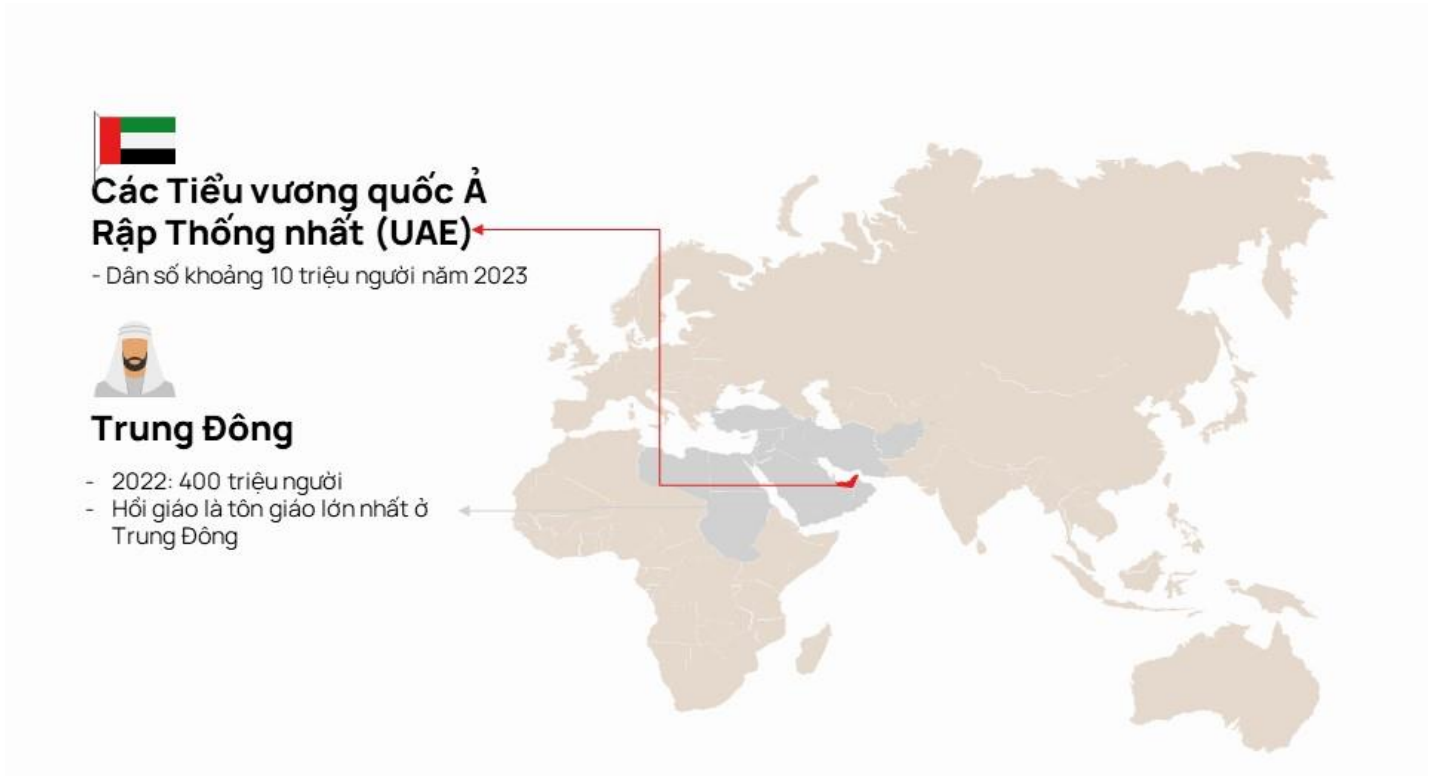 Các Tiểu vương quốc Ả
Rập Thống nhất (UAE)
- Dân số khoảng 10 triệu người năm 2023
Trung Đông
- 2022: 400 triệu người
- Hồi giáo là tôn giáo lớn nhất ở
Trung Đông